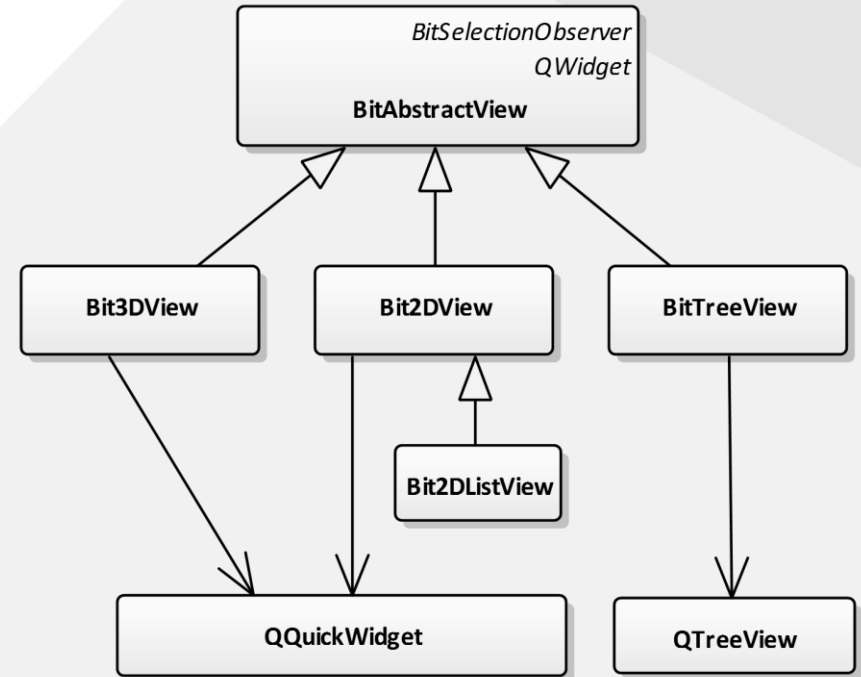 BitSelectionObserver
QWidget
BitAbstractView
Bit3DView
Bit2DView
BitTreeView
Bit2DListView
QQuickWidget
QTreeView